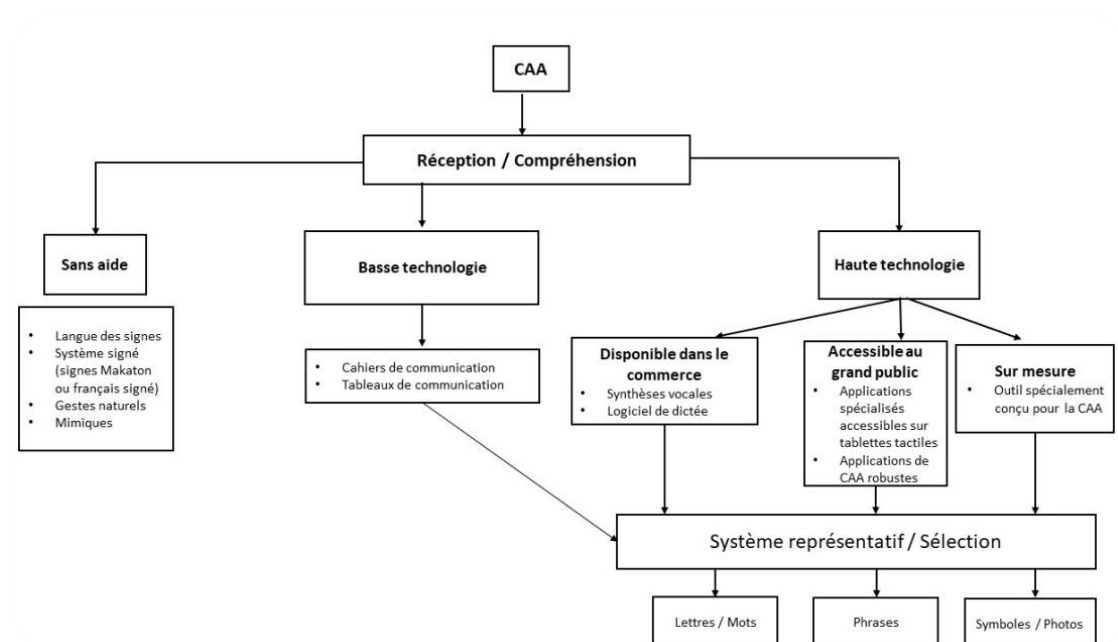 CAA
Réception / Compréhension
Sans aide
Basse technologie
Haute technologie
• Langue des signes
• Système signé
(signes Makaton
ou français signé)
• Gestes naturels
• Mimiques
• Cahiers de communication
• Tableaux de communication
Disponible dans le
commerce
• Synthèses vocales
• Logiciel de dictée
Accessible au
grand public
• Applications
spécialisés
accessibles sur
tablettes tactiles
• Applications de
CAA robustes
Sur mesure
• Outil spécialement
conçu pour la CAA
Système représentatif / Sélection
Lettres / Mots
Phrases
Symboles / Photos